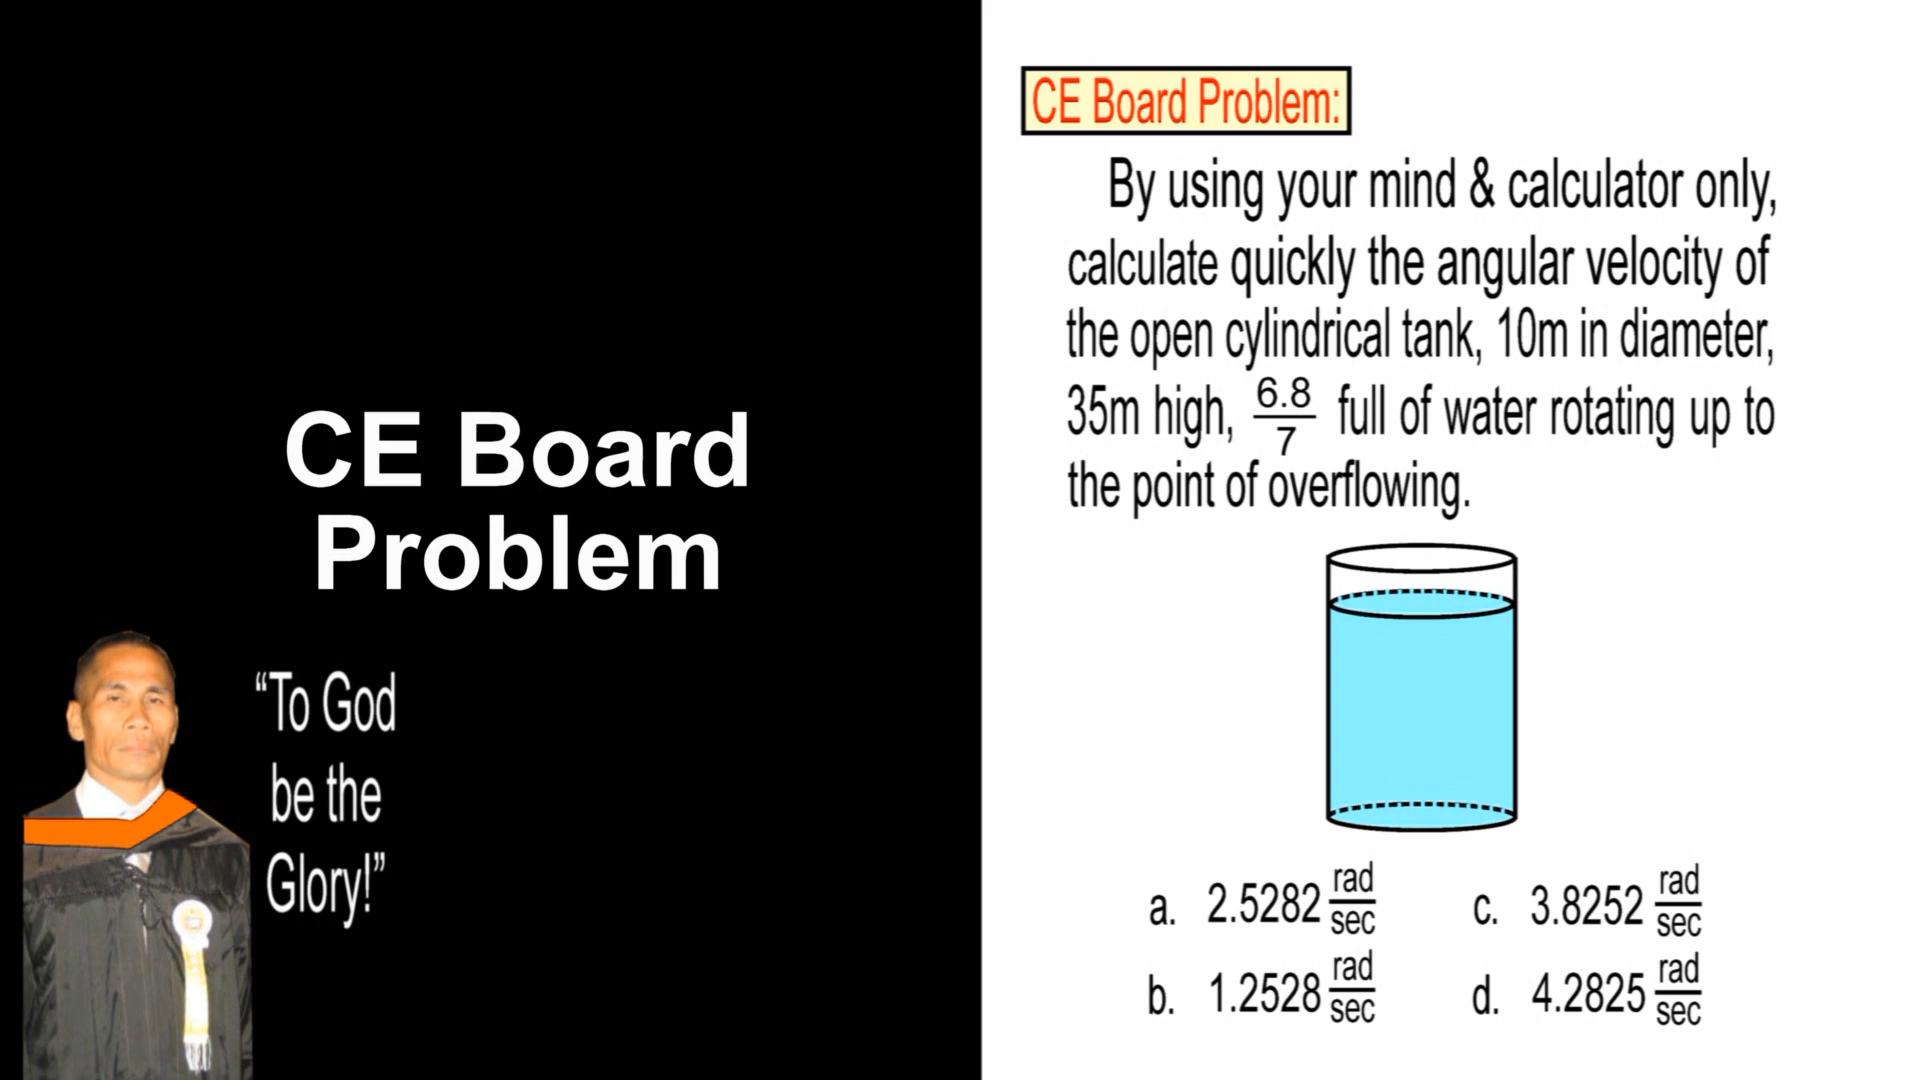 CE Board
Problem
“To God
be the
Glory!”
CE Board Problem:
By using your mind & calculator only,
calculate quickly the angular velocity of
the open cylindrical tank, 10m in diameter,
35m high, 6.8/7 full of water rotating up to
the point of overflowing.
a. 2.5282 rad/sec
b. 1.2528 rad/sec
c. 3.8252 rad/sec
d. 4.2825 rad/sec